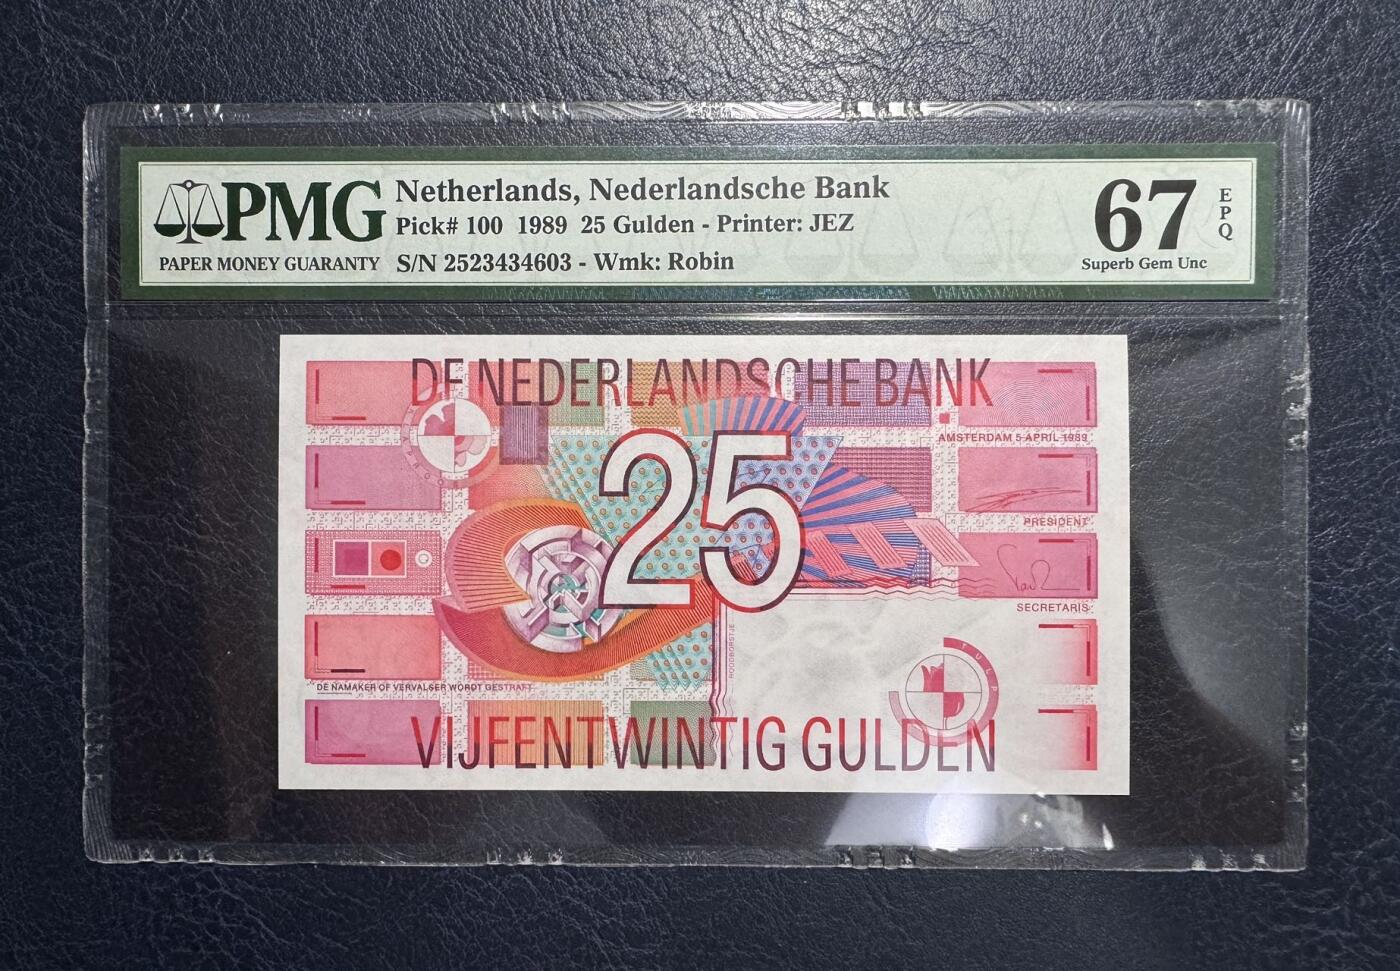 PMG
PAPER MONEY GUARANTY
Netherlands, Nederlandsche Bank
Pick# 100 1989 25 Gulden - Printer: JEZ
S/N 2523434603 - Wmk: Robin
67
EPQ
Superb Gem Unc
DE NEDERLANDSCHE BANK
AMSTERDAM 5 APRIL 1989
25
PRESIDENT
SECRETARIS
ROODBORSTJE
TULP
DE NAMAKER OF VERVALSER WORDT GESTRAFT
VIJFENTWINTIG GULDEN